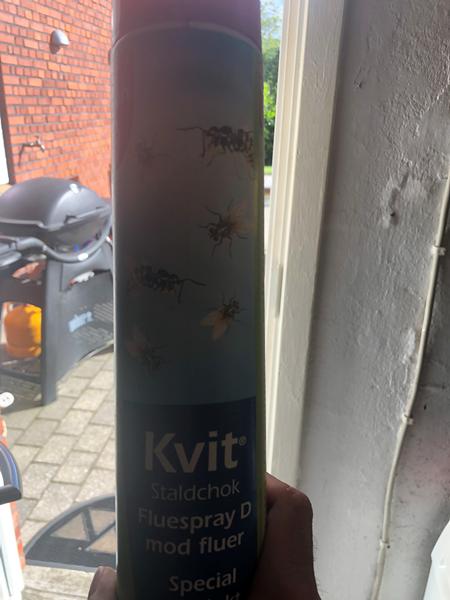 Kvit®
Staldchok
Fluespray D
mod fluer
Special